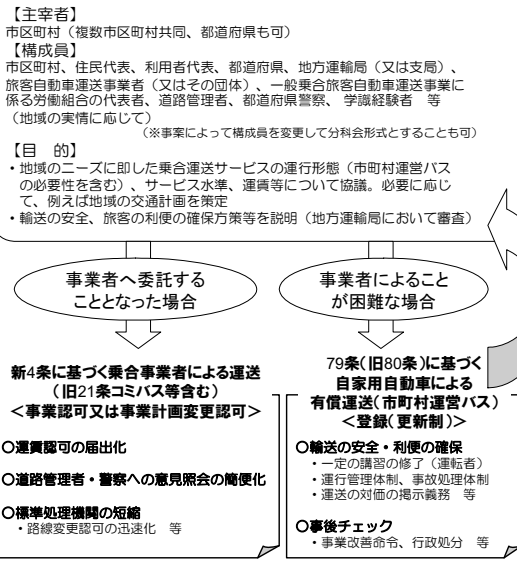 【主宰者】
市区町村（複数市区町村共同、都道府県も可）
【構成員】
市区町村、住民代表、利用者代表、都道府県、地方運輸局（又は支局）、
旅客自動車運送事業者（又はその団体）、一般乗合旅客自動車運送事業に
係る労働組合の代表者、道路管理者、都道府県警察、 学識経験者　等
（地域の実情に応じて）
（※事案によって構成員を変更して分科会形式とすることも可）
【目　的】
・地域のニーズに即した乗合運送サービスの運行形態（市町村運営バス
の必要性を含む）、サービス水準、運賃等について協議。必要に応じ
て、例えば地域の交通計画を策定
・輸送の安全、旅客の利便の確保方策等を説明（地方運輸局において審査）
事業者へ委託する
こととなった場合
新4条に基づく乗合事業者による運送
（旧21条コミバス等含む）
＜事業認可又は事業計画変更認可＞
○運賃認可の届出化
○道路管理者・警察への意見照会の簡便化
○標準処理機関の短縮
・路線変更認可の迅速化　等
事業者によること
が困難な場合
79条（旧80条）に基づく
自家用自動車による
有償運送（市町村運営バス）
＜登録（更新制）＞
○輸送の安全・利便の確保
・一定の講習の修了（運転者）
・運行管理体制、事故処理体制
・運送の対価の掲示義務　等
○事後チェック
・事業改善命令、行政処分　等